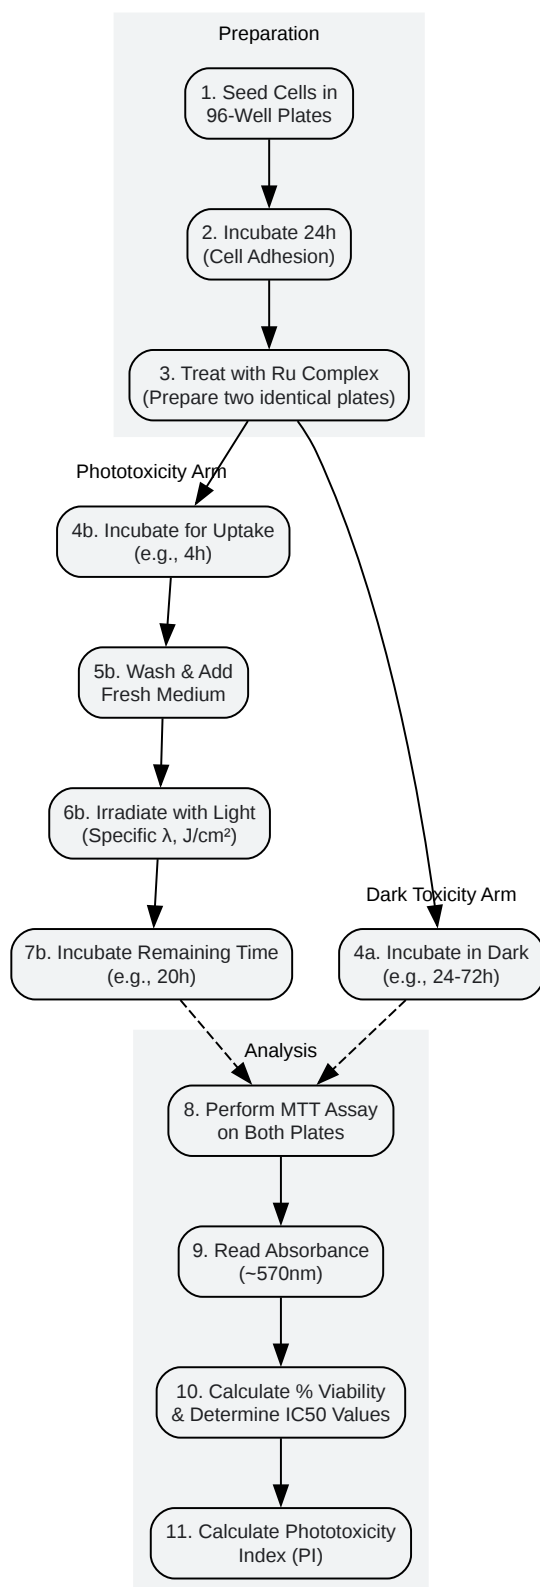 Preparation
1. Seed Cells in
96-Well Plates
2. Incubate 24h
(Cell Adhesion)
3. Treat with Ru Complex
(Prepare two identical plates)
Phototoxicity Arm
4b. Incubate for Uptake
(e.g., 4h)
5b. Wash & Add
Fresh Medium
6b. Irradiate with Light
(Specific λ, J/cm²)
Dark Toxicity Arm
7b. Incubate Remaining Time
(e.g., 20h)
4a. Incubate in Dark
(e.g., 24-72h)
Analysis
8. Perform MTT Assay
on Both Plates
9. Read Absorbance
(~570nm)
10. Calculate % Viability
& Determine IC50 Values
11. Calculate Phototoxicity
Index (PI)